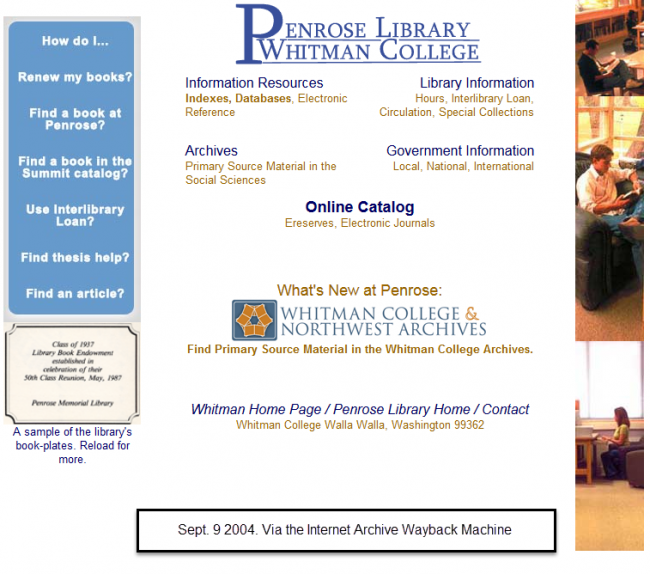 How do I...
Renew my books?
Find a book at
Penrose?
Find a book in the
Summit catalog?
Use Interlibrary
Loan?
Find thesis help?
Find an article?
Class of 1937
Library Book Endowment
established in
celebration of their
50th Class Reunion, May, 1987
Penrose Memorial Library
A sample of the library's
book-plates. Reload for
more.
PENROSE LIBRARY
WHITMAN COLLEGE
Information Resources
Indexes, Databases, Electronic
Reference
Library Information
Hours, Interlibrary Loan,
Circulation, Special Collections
Archives
Primary Source Material in the
Social Sciences
Government Information
Local, National, International
Online Catalog
Ereserves, Electronic Journals
What's New at Penrose:
WHITMAN COLLEGE &
NORTHWEST ARCHIVES
Find Primary Source Material in the Whitman College Archives.
Whitman Home Page / Penrose Library Home / Contact
Whitman College Walla Walla, Washington 99362
Sept. 9 2004. Via the Internet Archive Wayback Machine